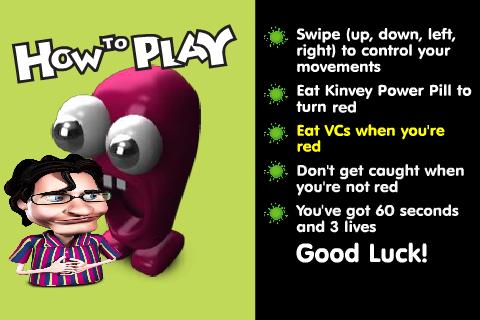 How To Play
Swipe (up, down, left,
right) to control your
movements
Eat Kinvey Power Pill to
turn red
Eat VCs when you're
red
Don't get caught when
you're not red
You've got 60 seconds
and 3 lives
Good Luck!